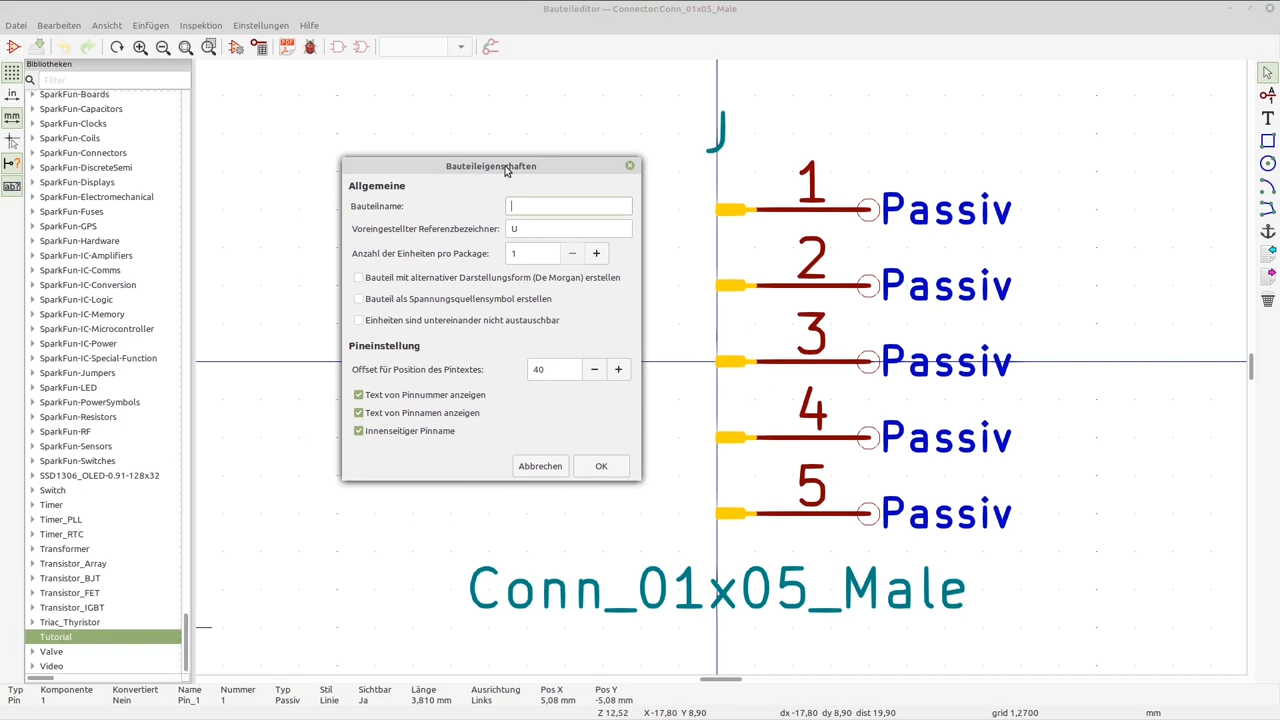 Bauteileditor — Connector:Conn_01x05_Male
Datei Bearbeiten Ansicht Einfügen Inspektion Einstellungen Hilfe
PDF
Bibliotheken
Filter
in
mm
ab?
SparkFun-Boards
SparkFun-Capacitors
SparkFun-Clocks
SparkFun-Coils
SparkFun-Connectors
SparkFun-DiscreteSemi
SparkFun-Displays
SparkFun-Electromechanical
SparkFun-Fuses
SparkFun-GPS
SparkFun-Hardware
SparkFun-IC-Amplifiers
SparkFun-IC-Comms
SparkFun-IC-Conversion
SparkFun-IC-Logic
SparkFun-IC-Memory
SparkFun-IC-Microcontroller
SparkFun-IC-Power
SparkFun-IC-Special-Function
SparkFun-Jumpers
SparkFun-LED
SparkFun-PowerSymbols
SparkFun-Resistors
SparkFun-RF
SparkFun-Sensors
SparkFun-Switches
SSD1306_OLED-0.91-128x32
Switch
Timer
Timer_PLL
Timer_RTC
Transformer
Transistor_Array
Transistor_BJT
Transistor_FET
Transistor_IGBT
Triac_Thyristor
Tutorial
Valve
Video
Bauteileigenschaften
Allgemeine
Bauteilname:
Voreingestellter Referenzbezeichner: U
Anzahl der Einheiten pro Package: 1 − +
Bauteil mit alternativer Darstellungsform (De Morgan) erstellen
Bauteil als Spannungsquellensymbol erstellen
Einheiten sind untereinander nicht austauschbar
Pineinstellung
Offset für Position des Pintextes: 40 − +
Text von Pinnummer anzeigen
Text von Pinnamen anzeigen
Innenseitiger Pinname
Abbrechen OK
J
1 Passiv
2 Passiv
3 Passiv
4 Passiv
5 Passiv
Conn_01x05_Male
Typ Komponente Konvertiert Name Nummer Typ Stil Sichtbar Länge Ausrichtung Pos X Pos Y
Pin 1 Nein Pin_1 1 Passiv Linie Ja 3,810 mm Links 5,08 mm -5,08 mm
Z 12,52 X -17,80 Y 8,90 dx -17,80 dy 8,90 dist 19,90 grid 1,2700 mm